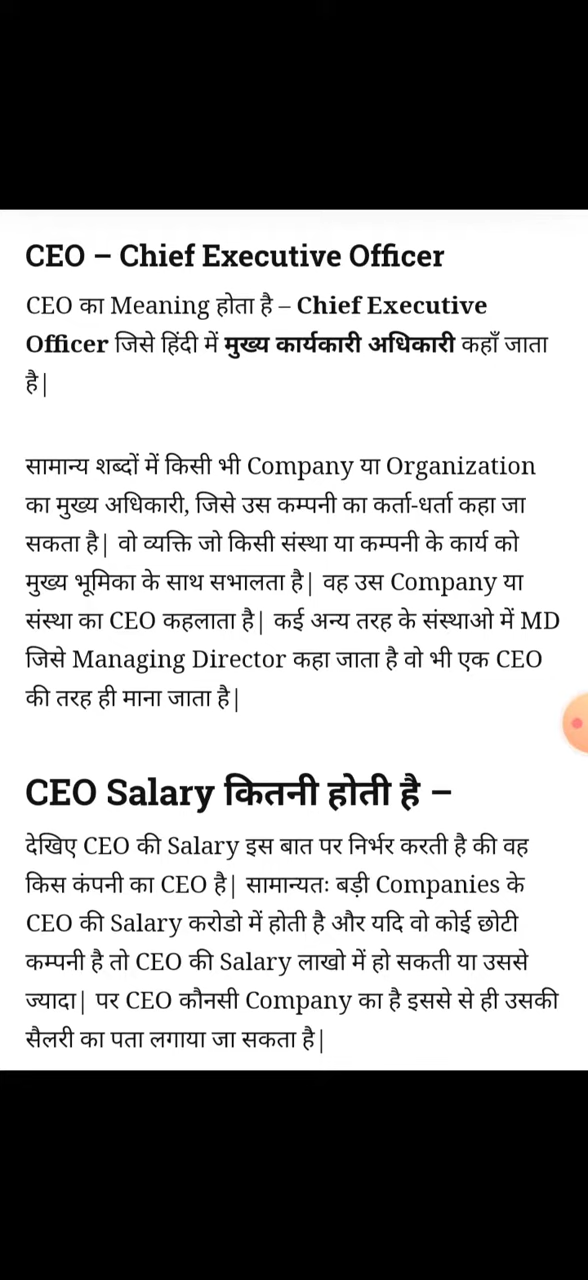 CEO – Chief Executive Officer
CEO का Meaning होता है – Chief Executive
Officer जिसे हिंदी में मुख्य कार्यकारी अधिकारी कहाँ जाता
है|
सामान्य शब्दों में किसी भी Company या Organization
का मुख्य अधिकारी, जिसे उस कम्पनी का कर्ता-धर्ता कहा जा
सकता है| वो व्यक्ति जो किसी संस्था या कम्पनी के कार्य को
मुख्य भूमिका के साथ सभालता है| वह उस Company या
संस्था का CEO कहलाता है| कई अन्य तरह के संस्थाओ में MD
जिसे Managing Director कहा जाता है वो भी एक CEO
की तरह ही माना जाता है|
CEO Salary कितनी होती है –
देखिए CEO की Salary इस बात पर निर्भर करती है की वह
किस कंपनी का CEO है| सामान्यतः बड़ी Companies के
CEO की Salary करोडो में होती है और यदि वो कोई छोटी
कम्पनी है तो CEO की Salary लाखो में हो सकती या उससे
ज्यादा| पर CEO कौनसी Company का है इससे से ही उसकी
सैलरी का पता लगाया जा सकता है|